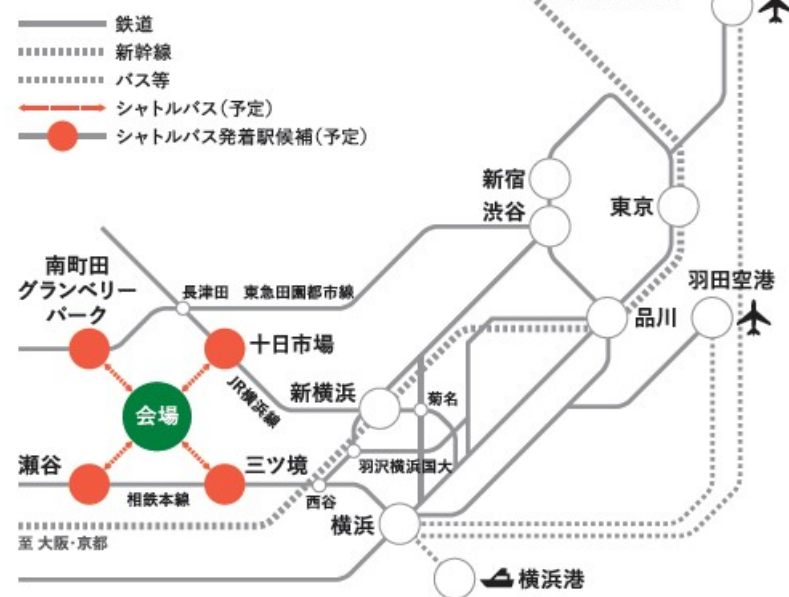 鉄道
新幹線
バス等
シャトルバス(予定)
シャトルバス発着駅候補(予定)
新宿
渋谷
東京
南町田
グランベリー
パーク
長津田 東急田園都市線
羽田空港
品川
十日市場
JR横浜線
新横浜
菊名
会場
瀬谷
三ツ境
羽沢横浜国大
相鉄本線
西谷
横浜
至 大阪・京都
横浜港